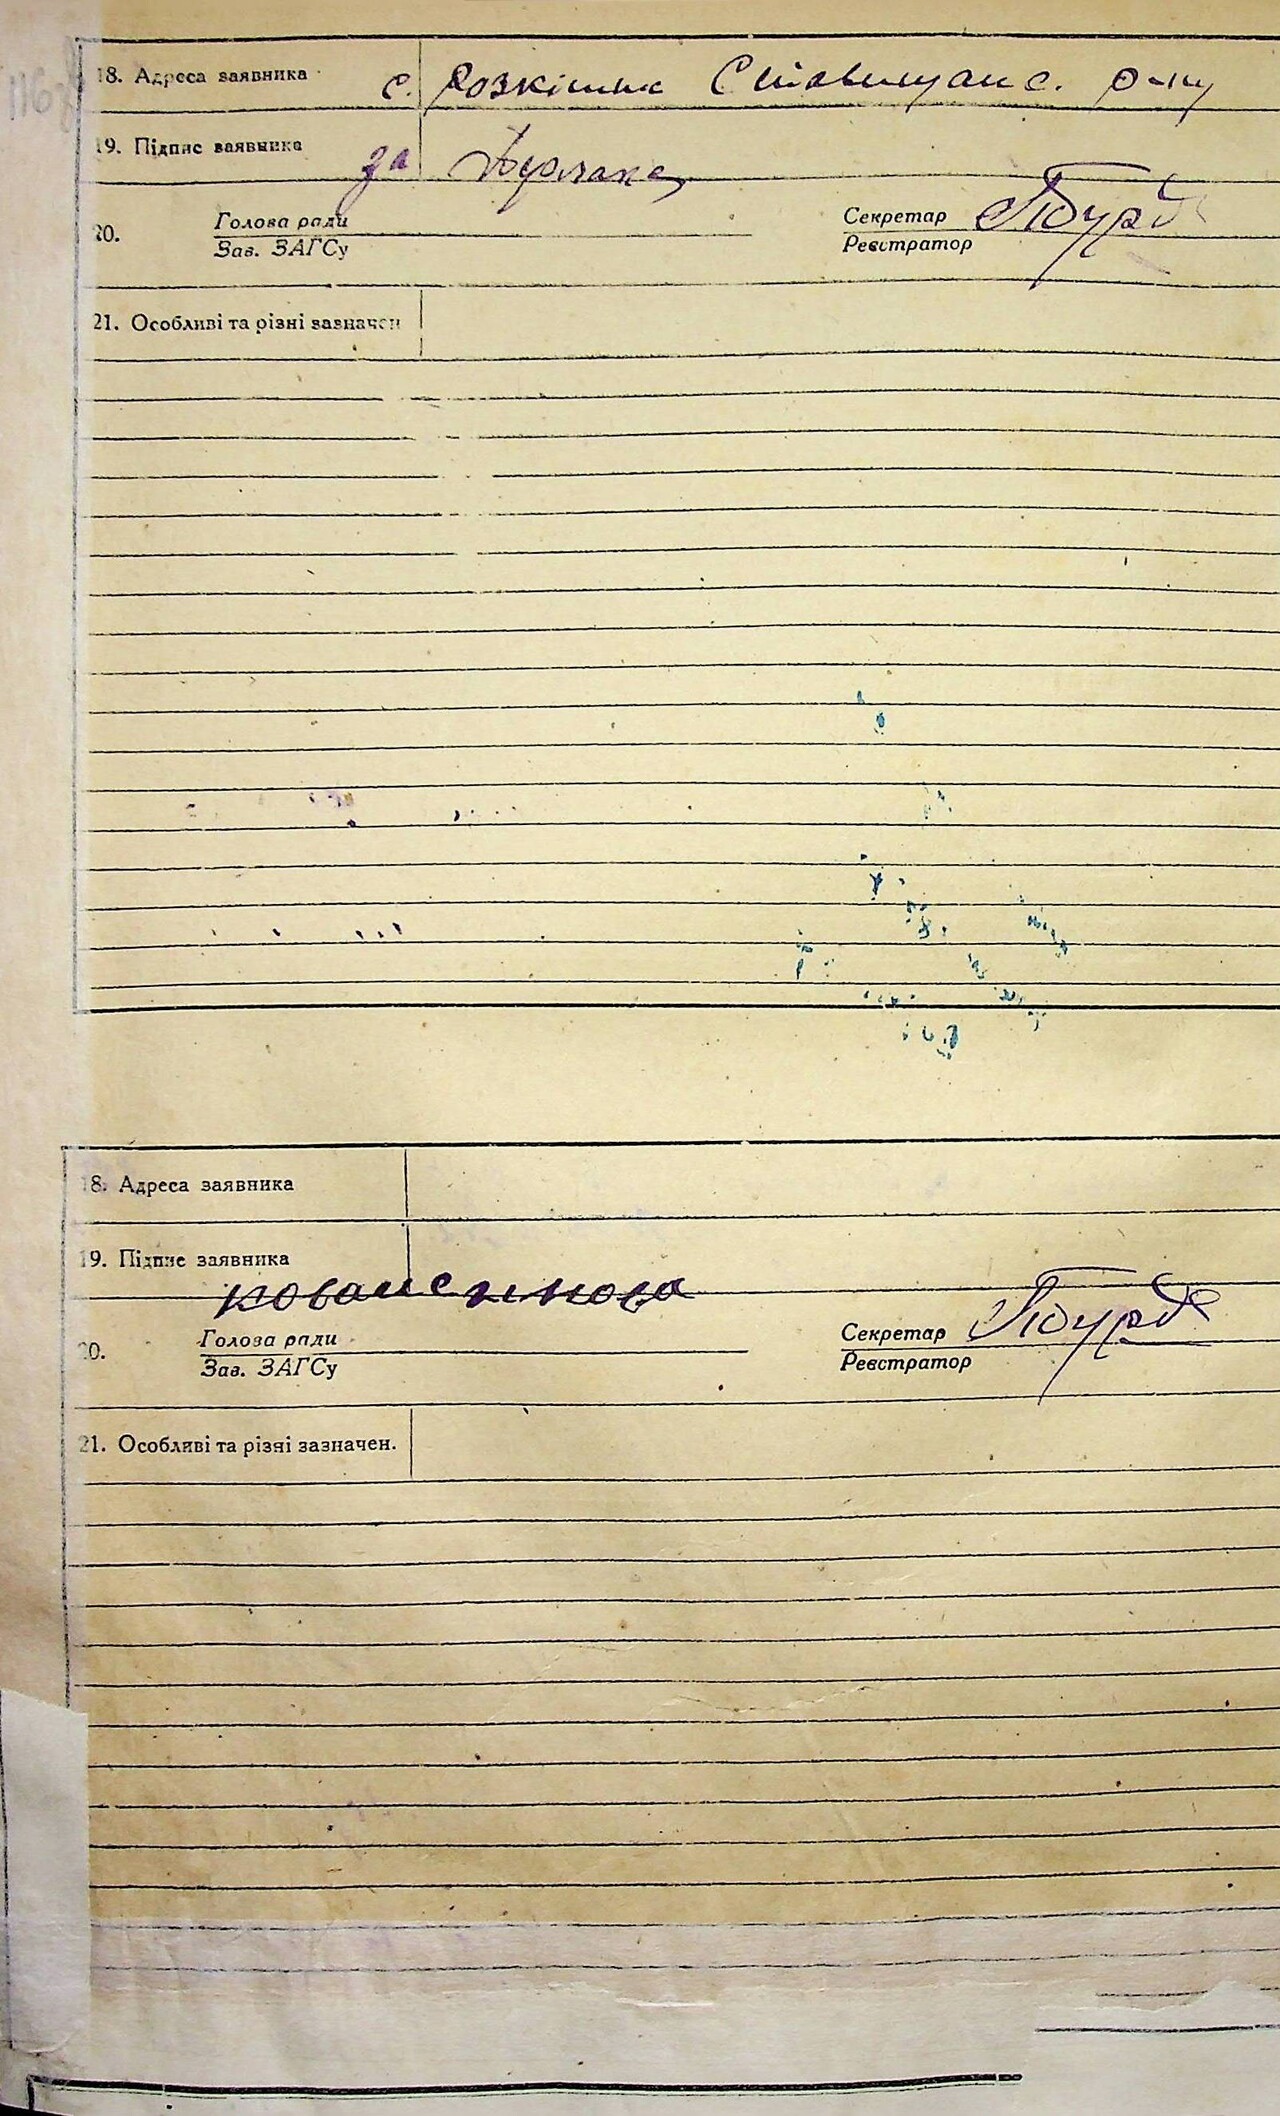 18. Адреса заявника с. Розкішна Ставищанс. р-ну
19. Підпис заявника за
20. Голова ради Секретар
Зав. ЗАГСу Реєстратор
21. Особливі та різні зазначен
18. Адреса заявника
19. Підпис заявника
20. Голова ради Секретар
Зав. ЗАГСу Реєстратор
21. Особливі та різні зазначен.